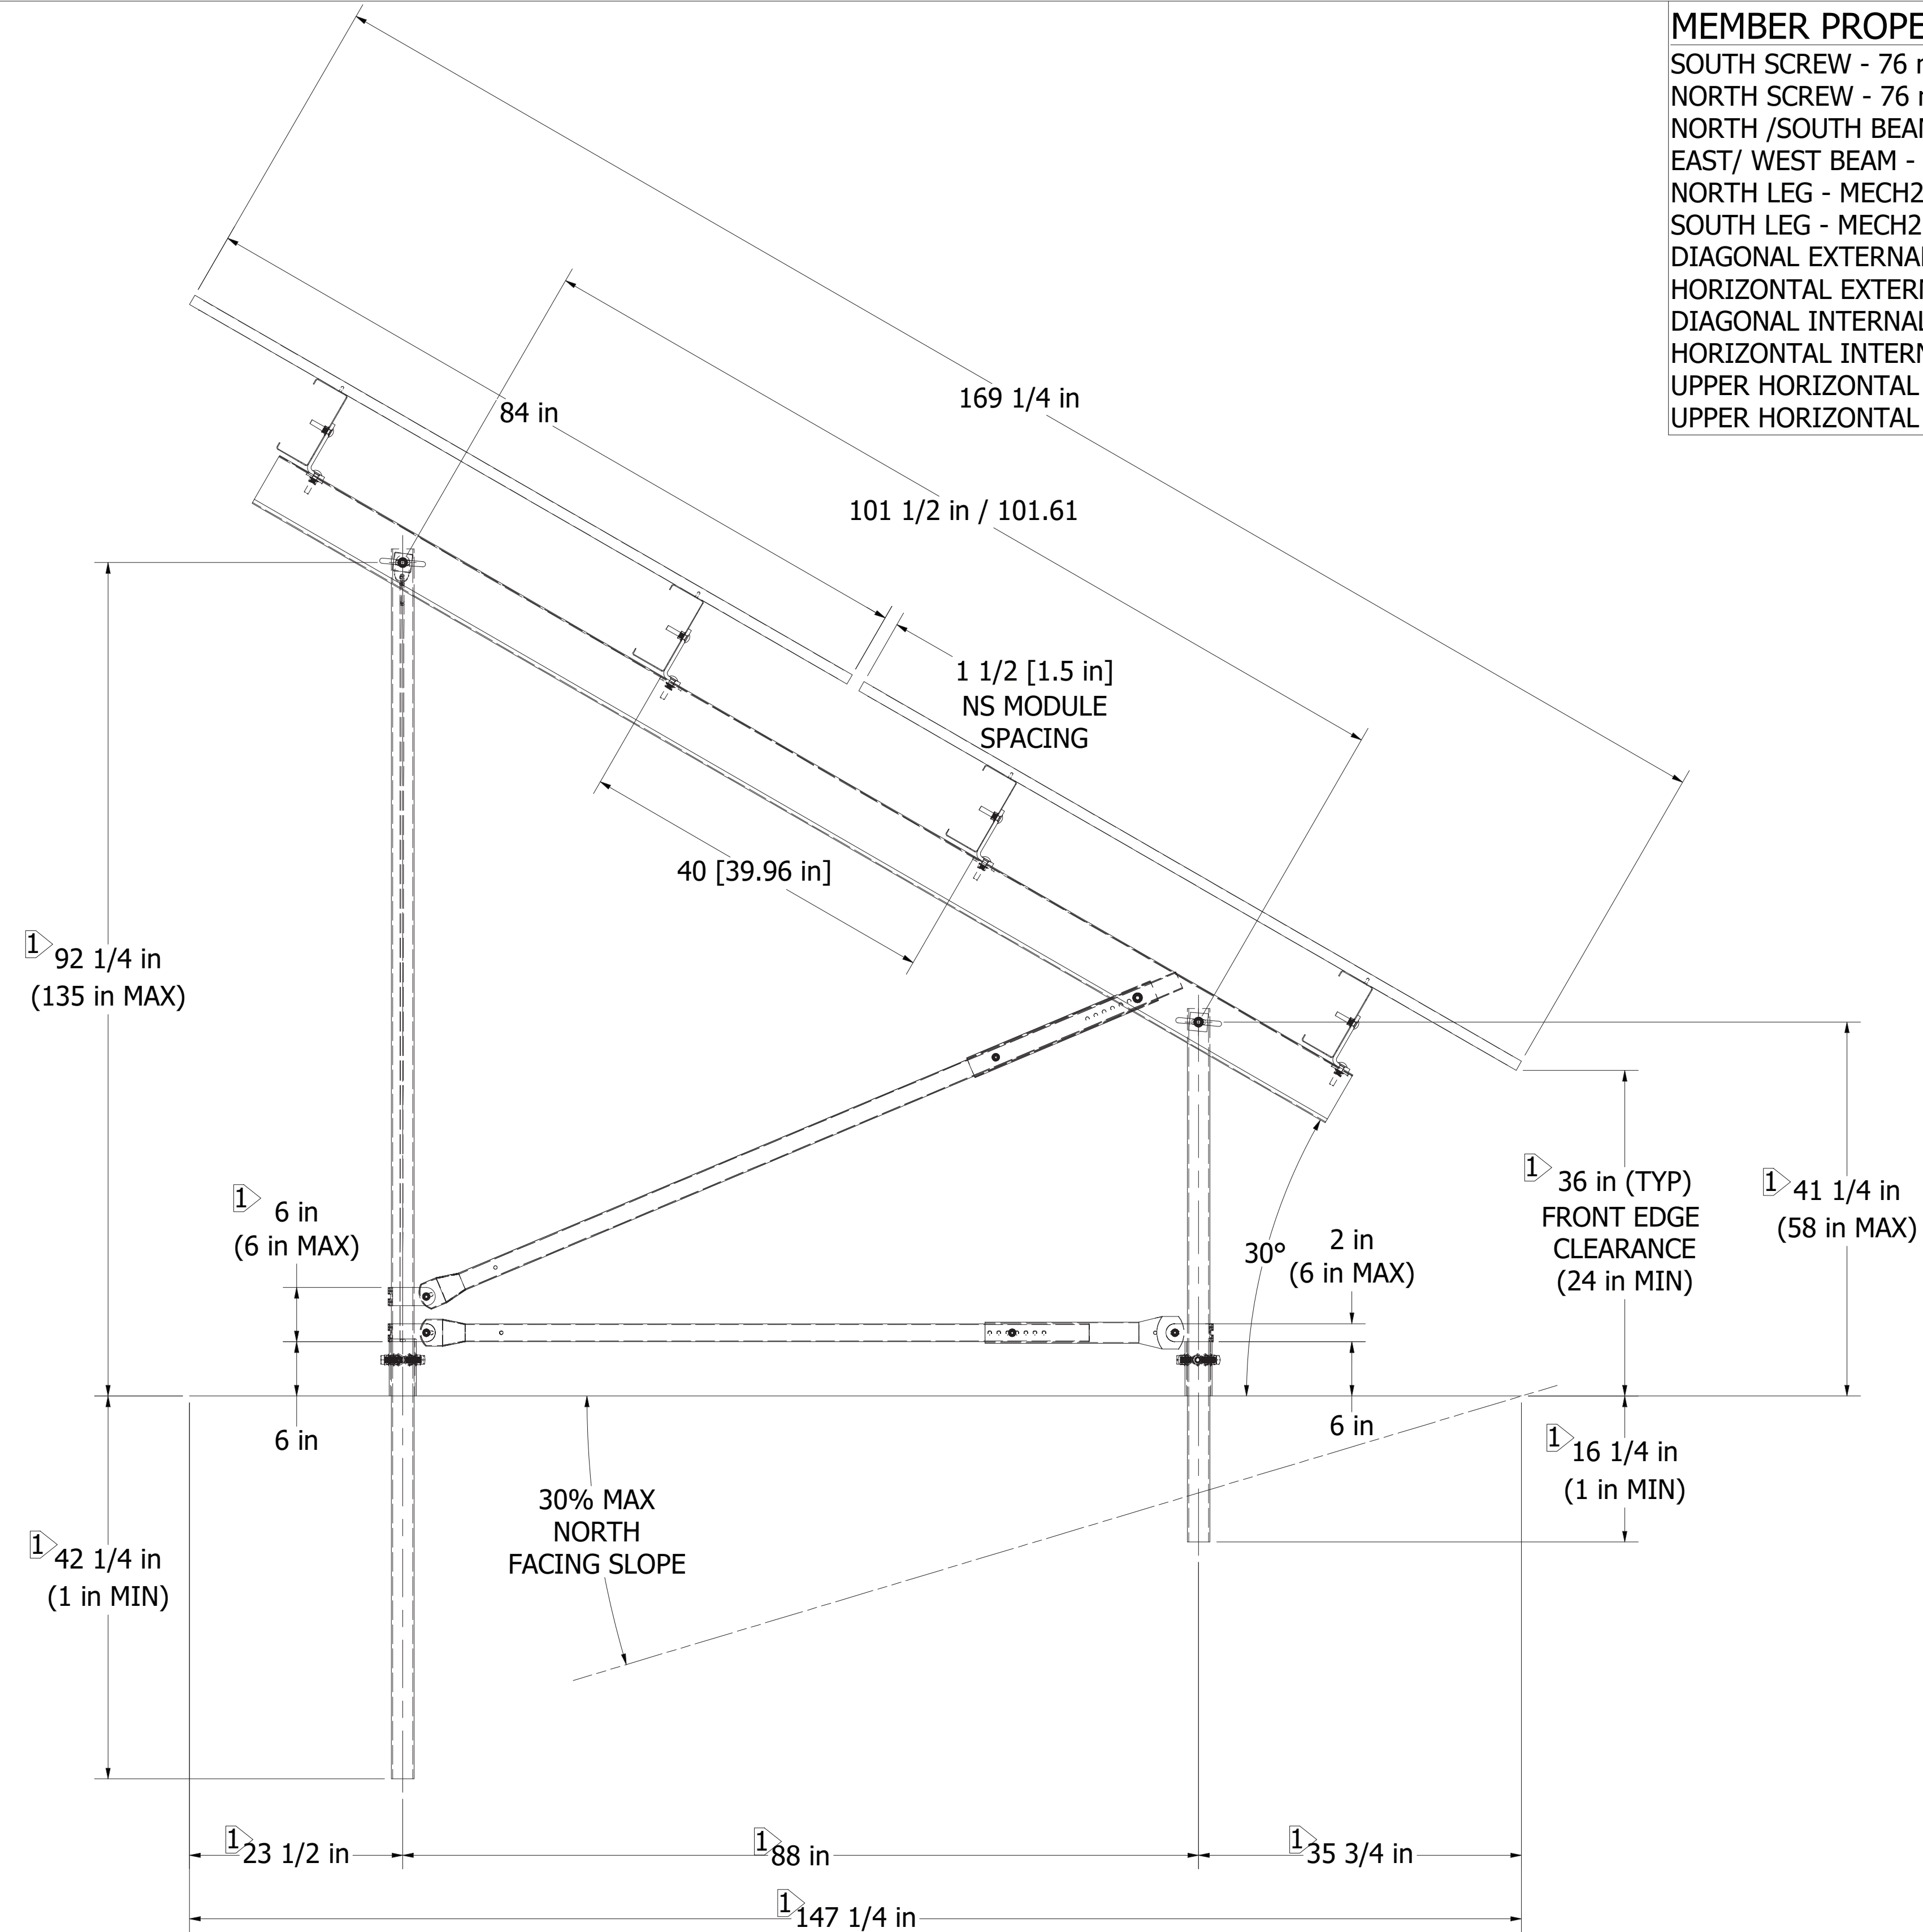 MEMBER PROPE
SOUTH SCREW - 76
NORTH SCREW - 76
NORTH /SOUTH BEAM
EAST/ WEST BEAM -
NORTH LEG - MECH2
SOUTH LEG - MECH2
DIAGONAL EXTERNAL
HORIZONTAL EXTERN
DIAGONAL INTERNAL
HORIZONTAL INTERN
UPPER HORIZONTAL
UPPER HORIZONTAL
169 1/4 in
84 in
101 1/2 in / 101.61
1 1/2 [1.5 in]
NS MODULE
SPACING
40 [39.96 in]
1 92 1/4 in
(135 in MAX)
1 6 in
(6 in MAX)
30°
2 in
(6 in MAX)
1 36 in (TYP)
FRONT EDGE
CLEARANCE
(24 in MIN)
1 41 1/4 in
(58 in MAX)
6 in
6 in
1 16 1/4 in
(1 in MIN)
30% MAX
NORTH
FACING SLOPE
1 42 1/4 in
(1 in MIN)
1 23 1/2 in
1 88 in
1 35 3/4 in
1 147 1/4 in